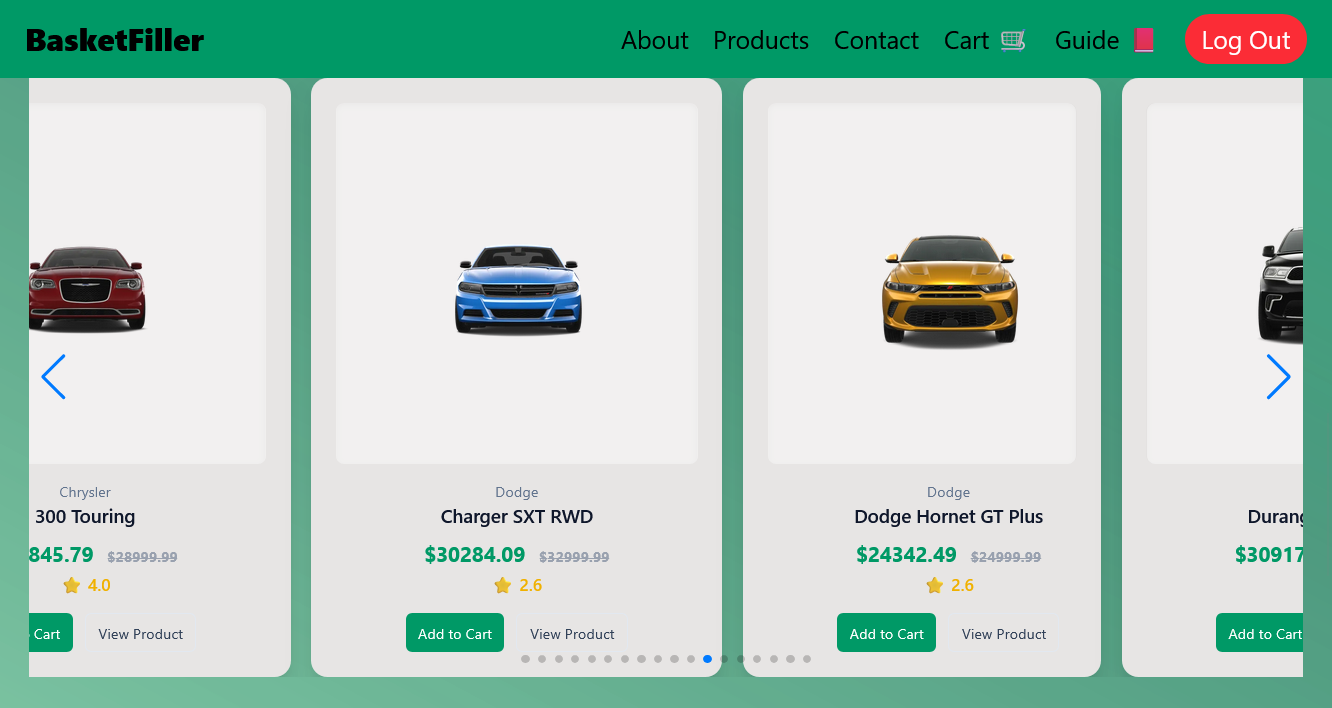 BasketFiller
About Products Contact Cart Guide Log Out
Chrysler
300 Touring
845.79 $28999.99
4.0
Cart View Product
Dodge
Charger SXT RWD
$30284.09 $32999.99
2.6
Add to Cart View Product
Dodge
Dodge Hornet GT Plus
$24342.49 $24999.99
2.6
Add to Cart View Product
Durang
$30917
Add to Cart